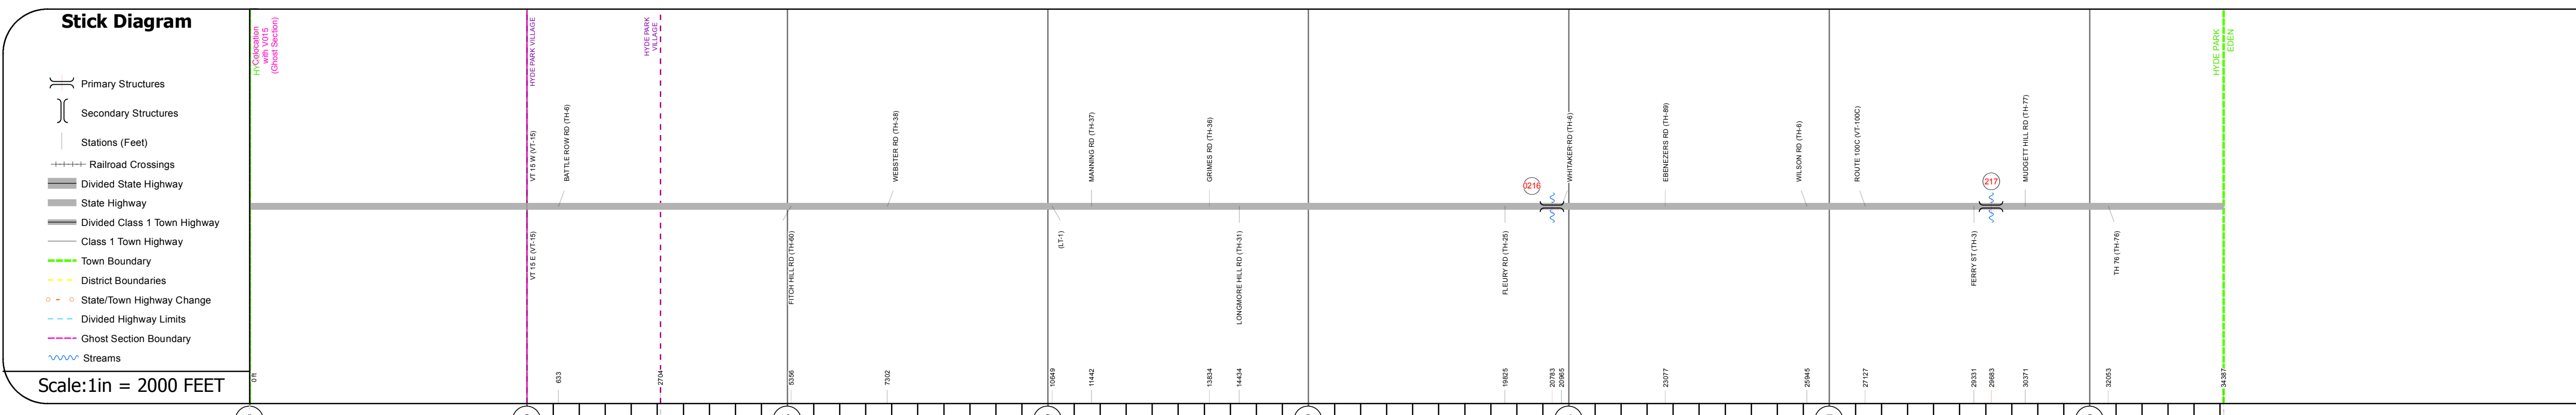 Stick Diagram
Primary Structures
Secondary Structures
Stations (Feet)
Railroad Crossings
Divided State Highway
State Highway
Divided Class 1 Town Highway
Class 1 Town Highway
Town Boundary
District Boundaries
State/Town Highway Change
Divided Highway Limits
Ghost Section Boundary
Streams
Scale:1in = 2000 FEET
Colocation
with V015
(Ghost Section)
HYDE PARK VILLAGE
HYDE PARK
VILLAGE
HYDE PARK
EDEN
VT 15 W (VT-15)
BATTLE ROW RD (TH-6)
WEBSTER RD (TH-38)
MANNING RD (TH-37)
GRIMES RD (TH-36)
0216
WHITAKER RD (TH-6)
EBENEZERS RD (TH-89)
WILSON RD (TH-6)
ROUTE 100C (VT-100C)
217
MUDGETT HILL RD (TH-77)
VT 15 E (VT-15)
FITCH HILL RD (TH-60)
(LT-1)
LONGMORE HILL RD (TH-31)
FLEURY RD (TH-25)
FERRY ST (TH-3)
TH 76 (TH-76)
0 ft
633
2704
5356
7302
10649
11442
13834
14434
19825
20783
20965
23077
25945
27127
29331
29683
30371
32053
34387